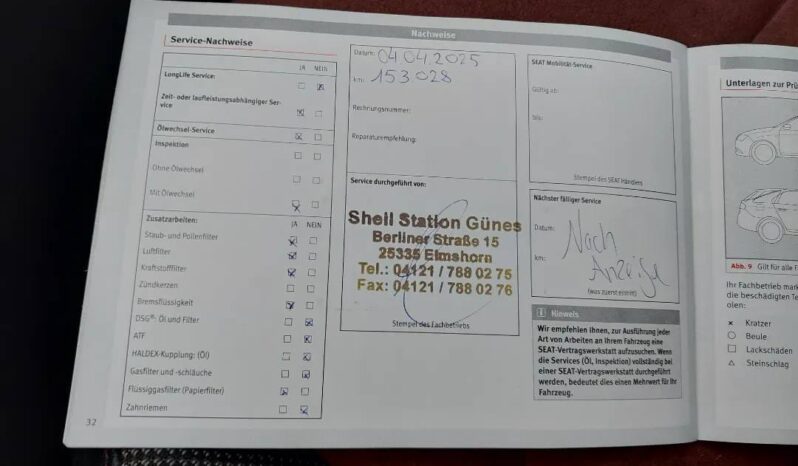 Nachweise
Service-Nachweise
JA NEIN
LongLife Service:
Zeit- oder laufleistungsabhängiger Ser-
vice
Ölwechsel-Service
Inspektion
Ohne Ölwechsel
Mit Ölwechsel
Zusatzarbeiten:
JA NEIN
Staub- und Pollenfilter
Luftfilter
Kraftstofffilter
Zündkerzen
Bremsflüssigkeit
DSG®- Öl und Filter
ATF
HALDEX-Kupplung: (Öl)
Gasfilter und -schläuche
Flüssiggasfilter (Papierfilter)
Zahnriemen
32
Datum: 04.04.2025
km: 153 028
Rechnungsnummer:
Reparaturempfehlung:
Service durchgeführt von:
Shell Station Günes
Berliner Straße 15
25335 Elmshorn
Tel.: 04121 / 788 02 75
Fax: 04121 / 788 02 76
Stempel des Fachbetriebs
SEAT Mobilität-Service
Gültig ab:
bis:
Stempel des SEAT Händlers
Nächster fälliger Service
Datum: Nach
km: Anzeige
(was zuerst eintritt)
Hinweis
Wir empfehlen Ihnen, zur Ausführung jeder
Art von Arbeiten an Ihrem Fahrzeug eine
SEAT-Vertragswerkstatt aufzusuchen. Wenn
die Services (Öl, Inspektion) vollständig bei
einer SEAT-Vertragswerkstatt durchgeführt
werden, bedeutet dies einen Mehrwert für Ihr
Fahrzeug.
Unterlagen zur Prü
Abb. 9 Gilt für alle F
Ihr Fachbetrieb mark
die beschädigten Te
olen:
× Kratzer
○ Beule
□ Lackschäden
△ Steinschlag